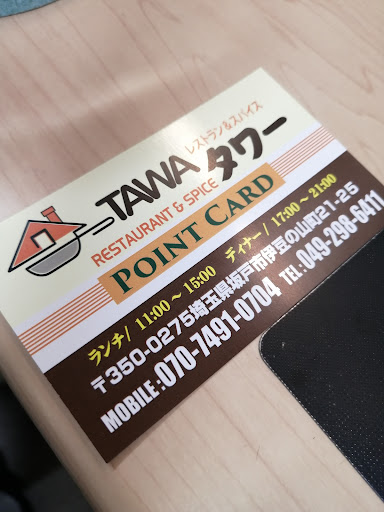 レストラン&スパイス
TAWA タワー
RESTAURANT & SPICE
POINT CARD
ランチ/ 11:00～15:00 ディナー/ 17:00～21:00
〒350-0275埼玉県坂戸市伊豆の山町21-25
MOBILE:070-7491-0704 TEL:049-298-6411